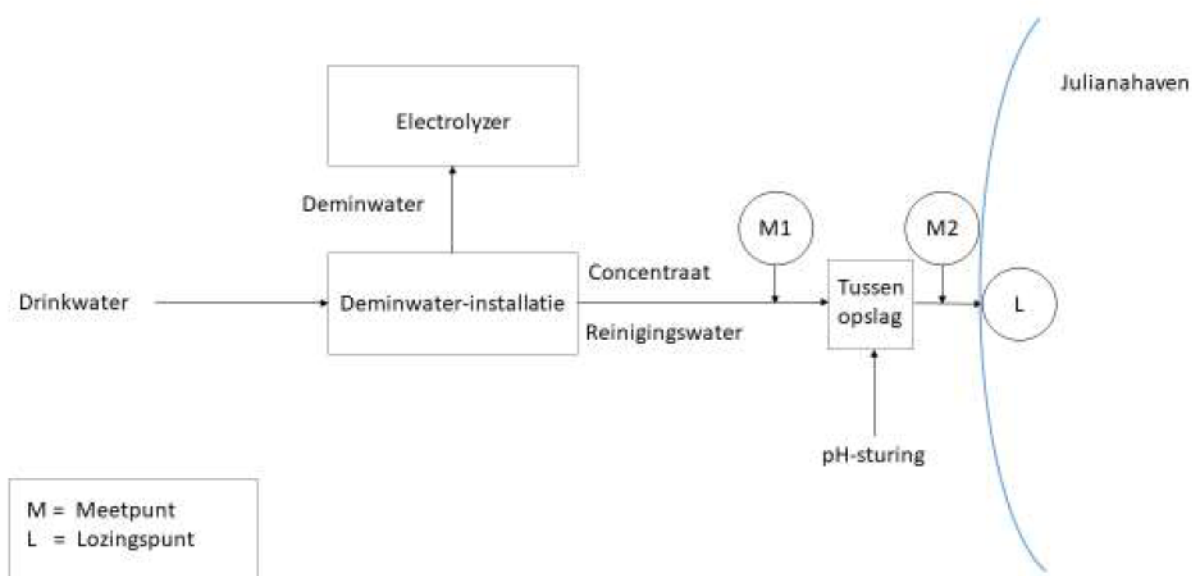 Julianahaven
Electrolyzer
Deminwater
M1
M2
Concentraat
Drinkwater
Deminwater-installatie
Tussen
opslag
L
Reinigingswater
pH-sturing
M = Meetpunt
L = Lozingspunt